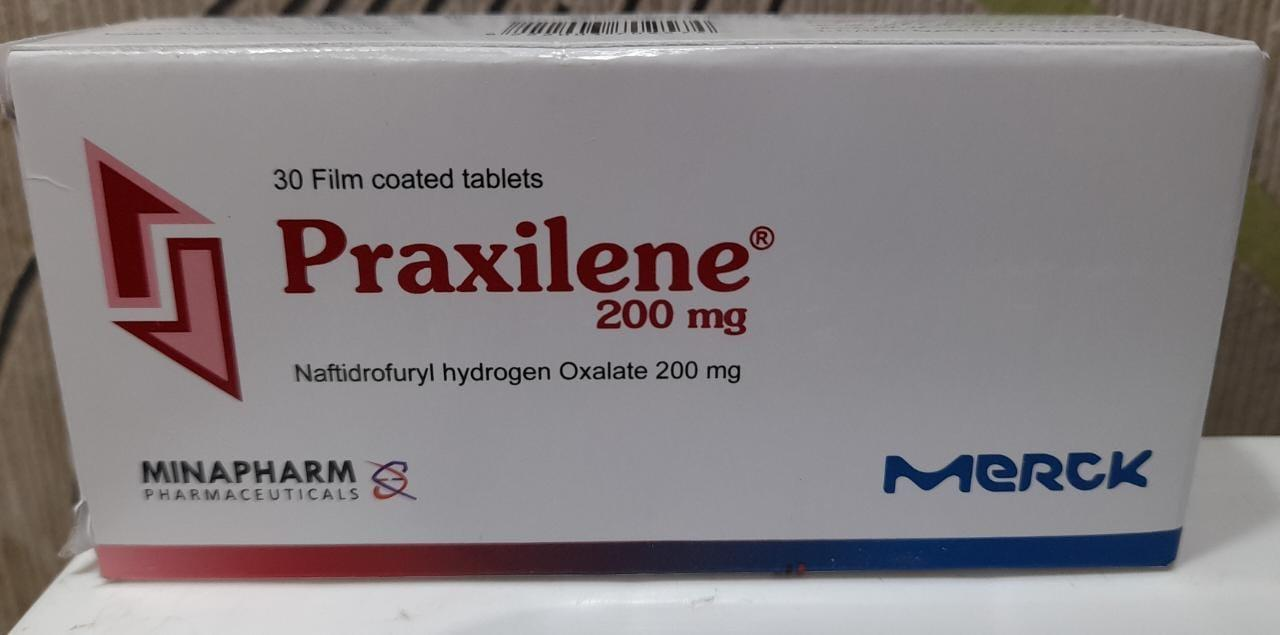 30 Film coated tablets
Praxilene®
200 mg
Naftidrofuryl hydrogen Oxalate 200 mg
MINAPHARM
PHARMACEUTICALS
MERCK